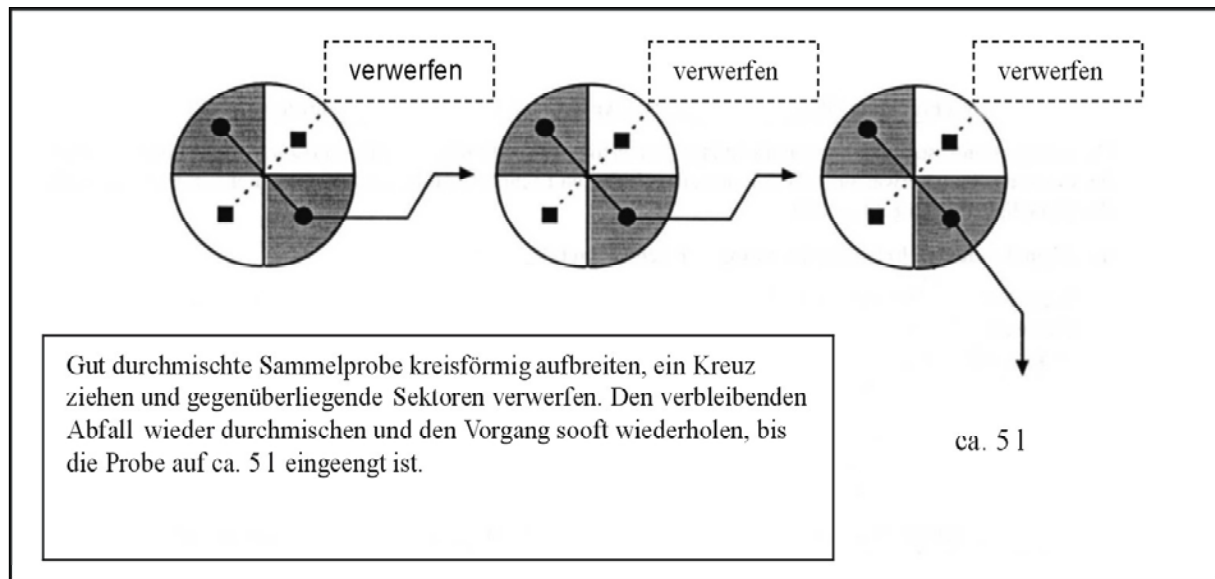 verwerfen
verwerfen
verwerfen
Gut durchmischte Sammelprobe kreisförmig aufbreiten, ein Kreuz
ziehen und gegenüberliegende Sektoren verwerfen. Den verbleibenden
Abfall wieder durchmischen und den Vorgang sooft wiederholen, bis
die Probe auf ca. 5 l eingeengt ist.
ca. 5 l